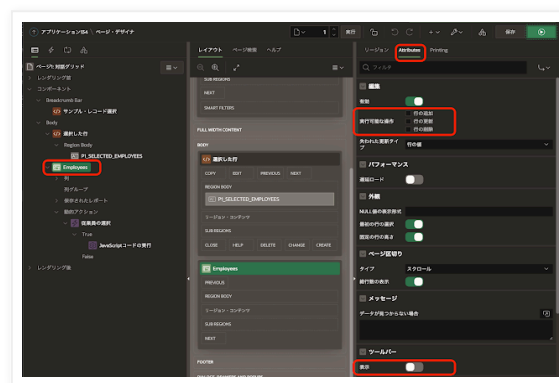 アプリケーション154 \ ページ・デザイナ
1
実行
保存
ページ1: 対話グリッド
レンダリング前
コンポーネント
Breadcrumb Bar
サンプル・レコード選択
Body
選択した行
Region Body
P1_SELECTED_EMPLOYEES
Employees
列
列グループ
保存されたレポート
動的アクション
従業員の選択
True
JavaScriptコードの実行
False
レンダリング後
レイアウト ページ検索 ヘルプ
SUB REGIONS
NEXT
SMART FILTERS
FULL WIDTH CONTENT
BODY
選択した行
COPY EDIT PREVIOUS NEXT
REGION BODY
P1_SELECTED_EMPLOYEES
リージョン・コンテンツ
SUB REGIONS
CLOSE HELP DELETE CHANGE CREATE
Employees
PREVIOUS
REGION BODY
リージョン・コンテンツ
SUB REGIONS
NEXT
FOOTER
リージョン Attributes Printing
フィルタ
編集
有効
実行可能な操作
行の追加
行の更新
行の削除
失われた更新タイプ
行の値
パフォーマンス
遅延ロード
外観
NULL値の表示形式
最初の行の選択
固定の行の高さ
ページ区切り
タイプ スクロール
総行数の表示
メッセージ
データが見つからない場合
ツールバー
表示